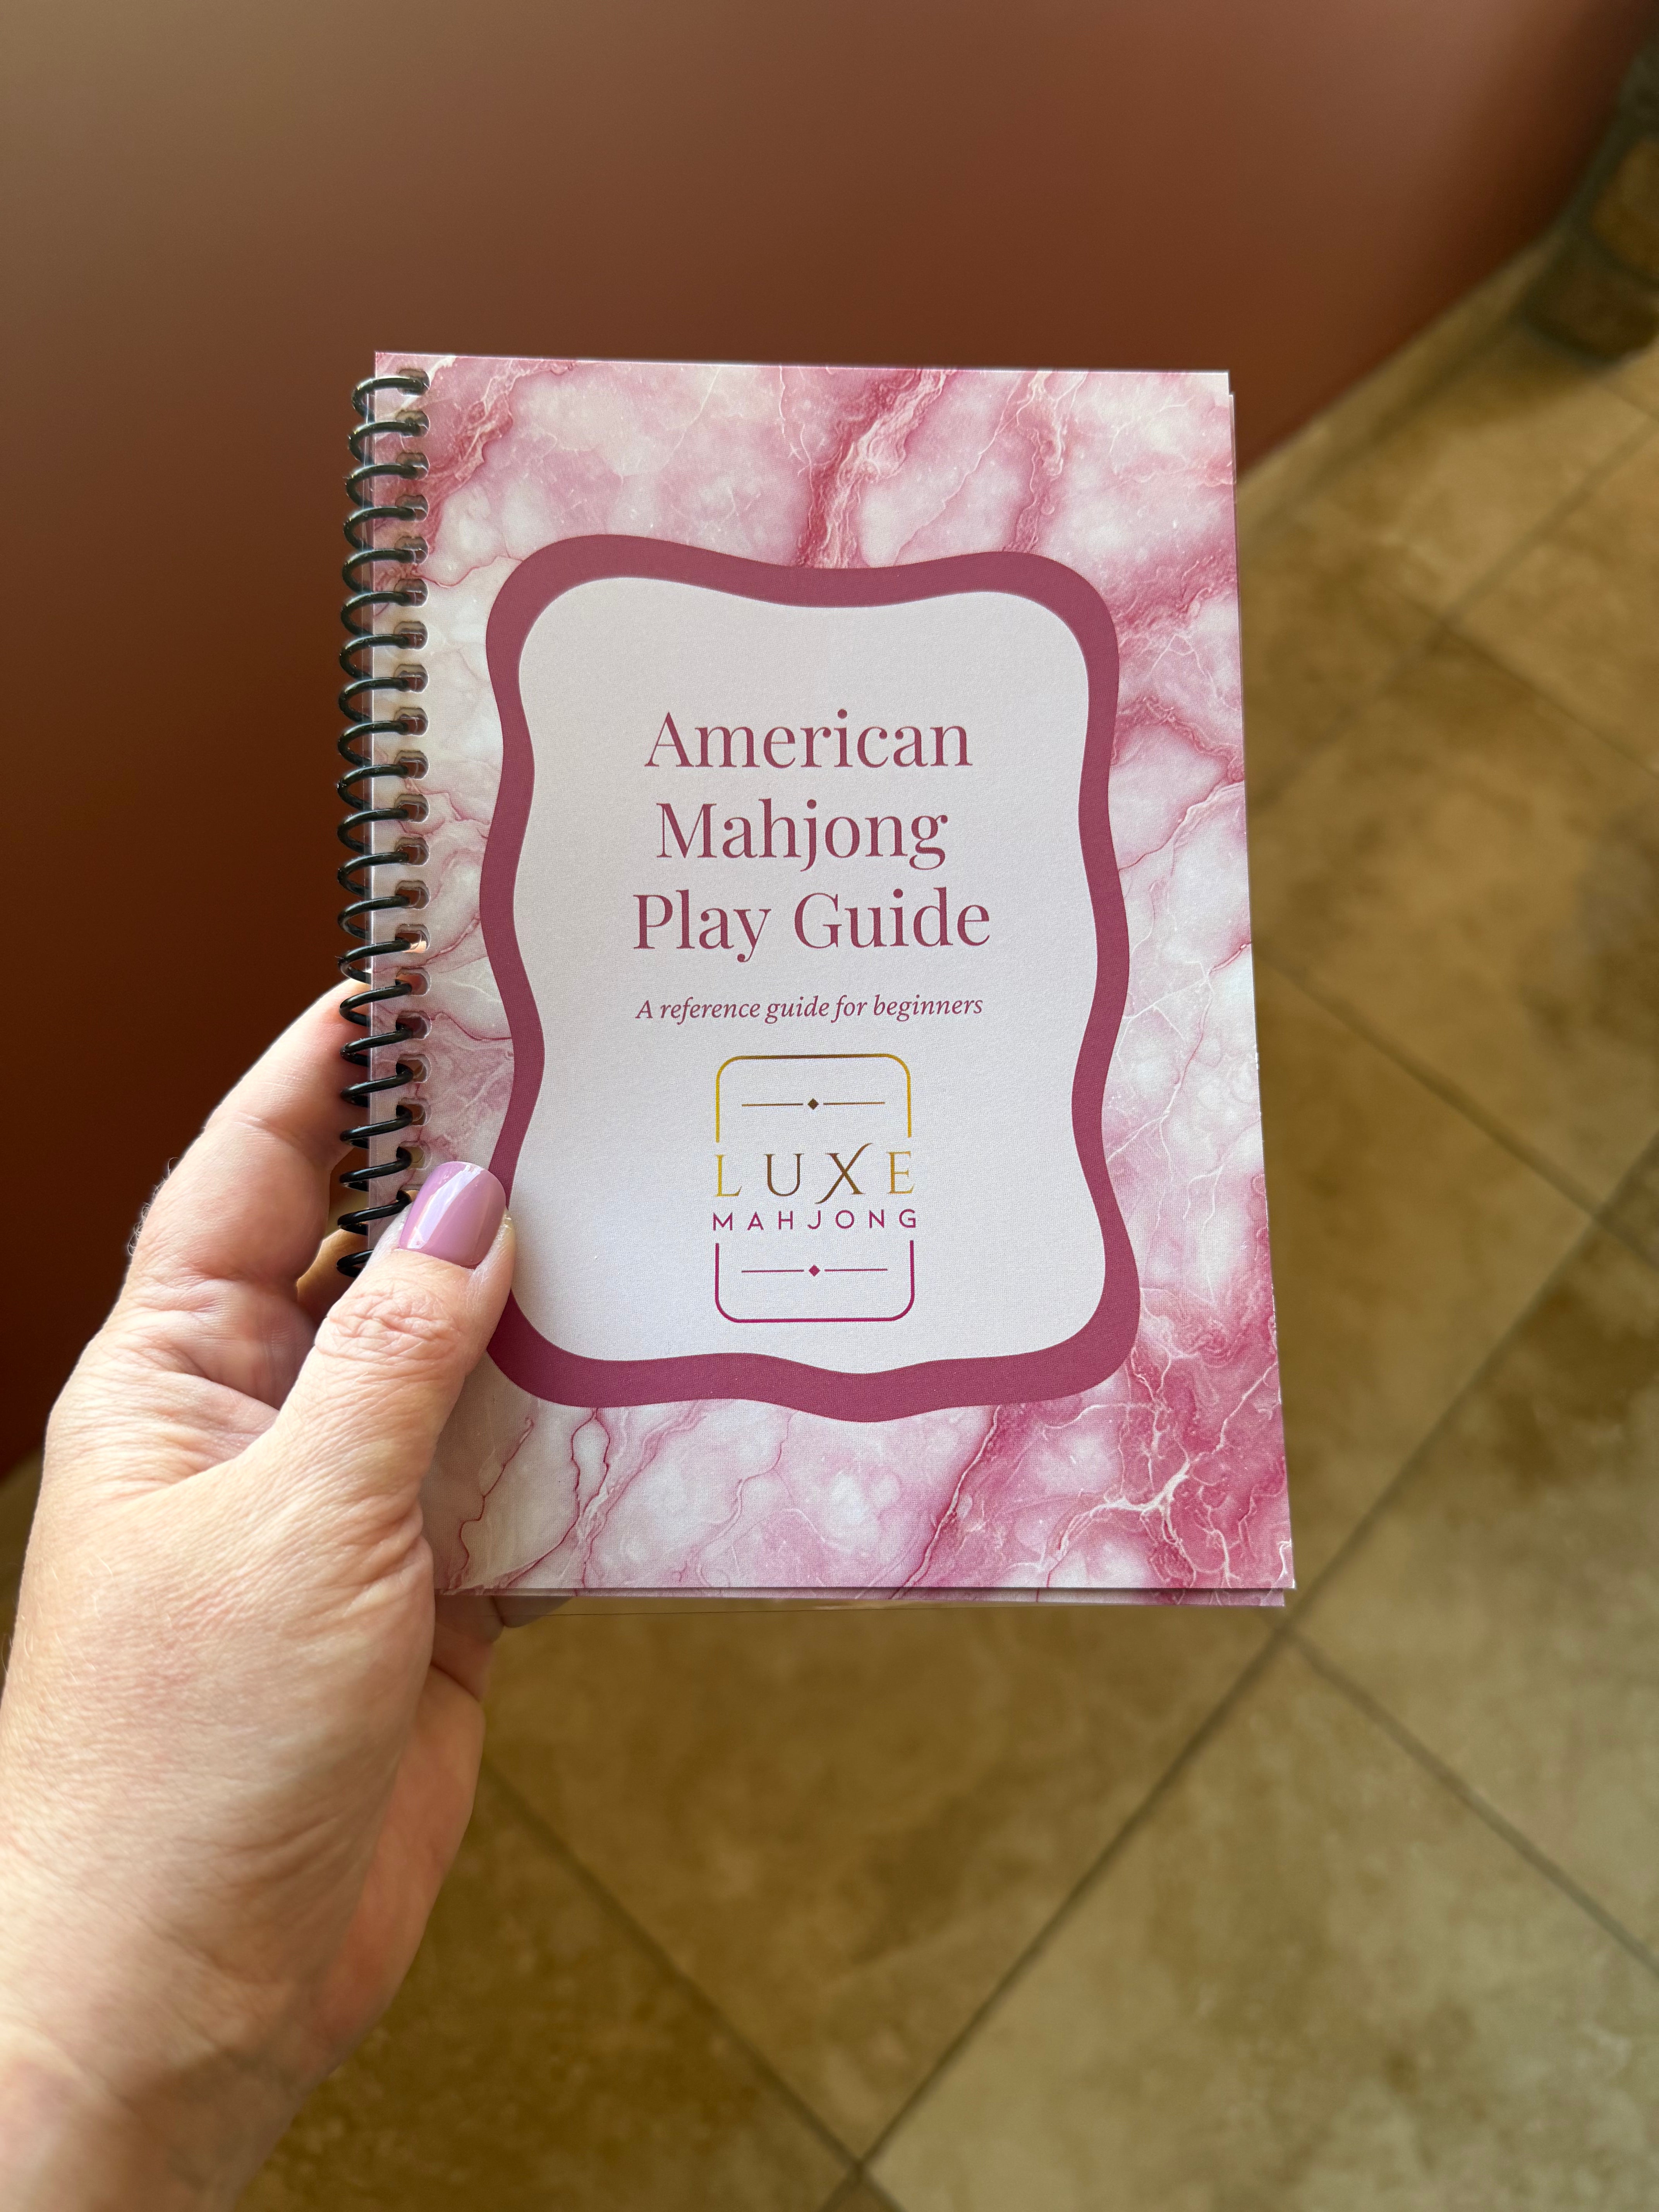 American
Mahjong
Play Guide
A reference guide for beginners
LUXE
MAHJONG